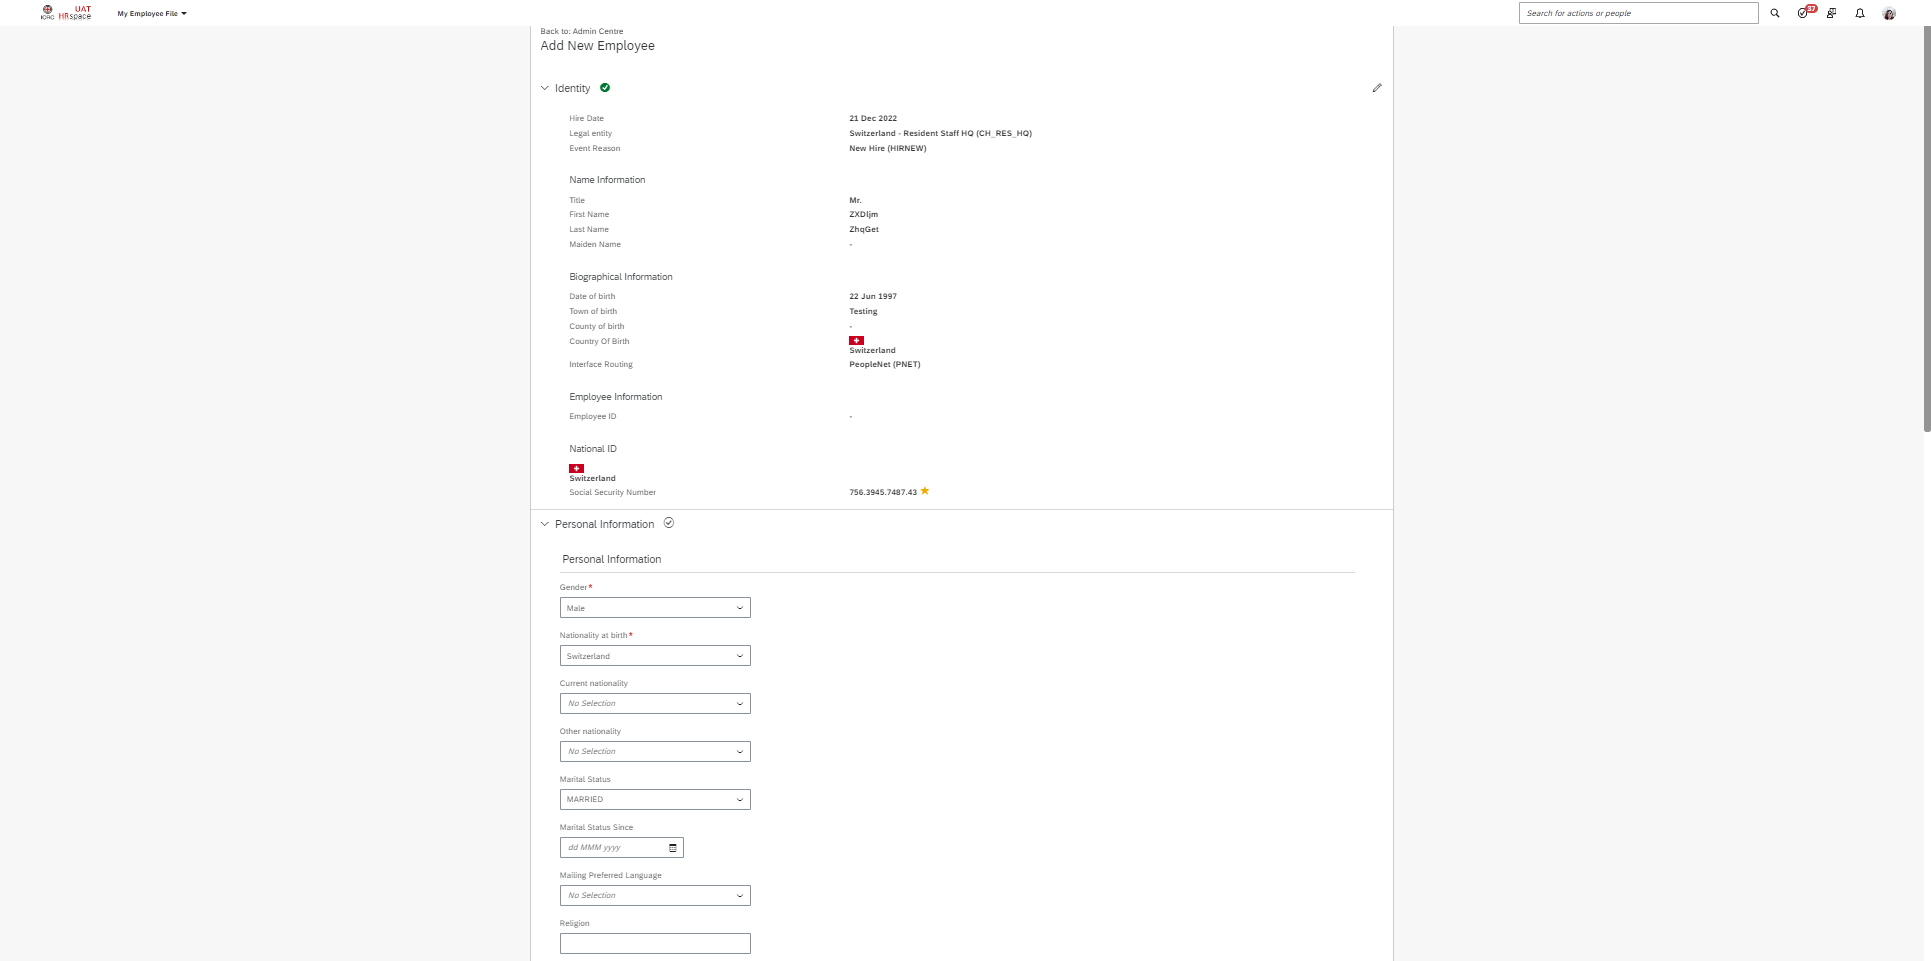 ICRC
UAT
HRspace
My Employee File
Search for actions or people
37
Back to: Admin Centre
Add New Employee
Identity
Hire Date 21 Dec 2022
Legal entity Switzerland - Resident Staff HQ (CH_RES_HQ)
Event Reason New Hire (HIRNEW)
Name Information
Title Mr.
First Name ZXDljm
Last Name ZhqGet
Maiden Name -
Biographical Information
Date of birth 22 Jun 1997
Town of birth Testing
County of birth -
Country Of Birth
Switzerland
Interface Routing PeopleNet (PNET)
Employee Information
Employee ID -
National ID
Switzerland
Social Security Number 756.3945.7487.43
Personal Information
Personal Information
Gender*
Male
Nationality at birth*
Switzerland
Current nationality
No Selection
Other nationality
No Selection
Marital Status
MARRIED
Marital Status Since
dd MMM yyyy
Mailing Preferred Language
No Selection
Religion